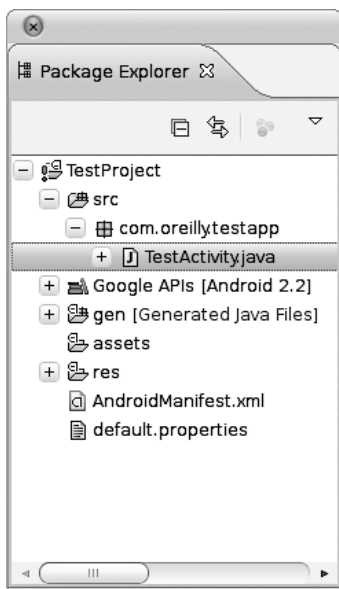 Package Explorer
TestProject
src
com.oreilly.testapp
TestActivity.java
Google APIs [Android 2.2]
gen [Generated Java Files]
assets
res
AndroidManifest.xml
default.properties